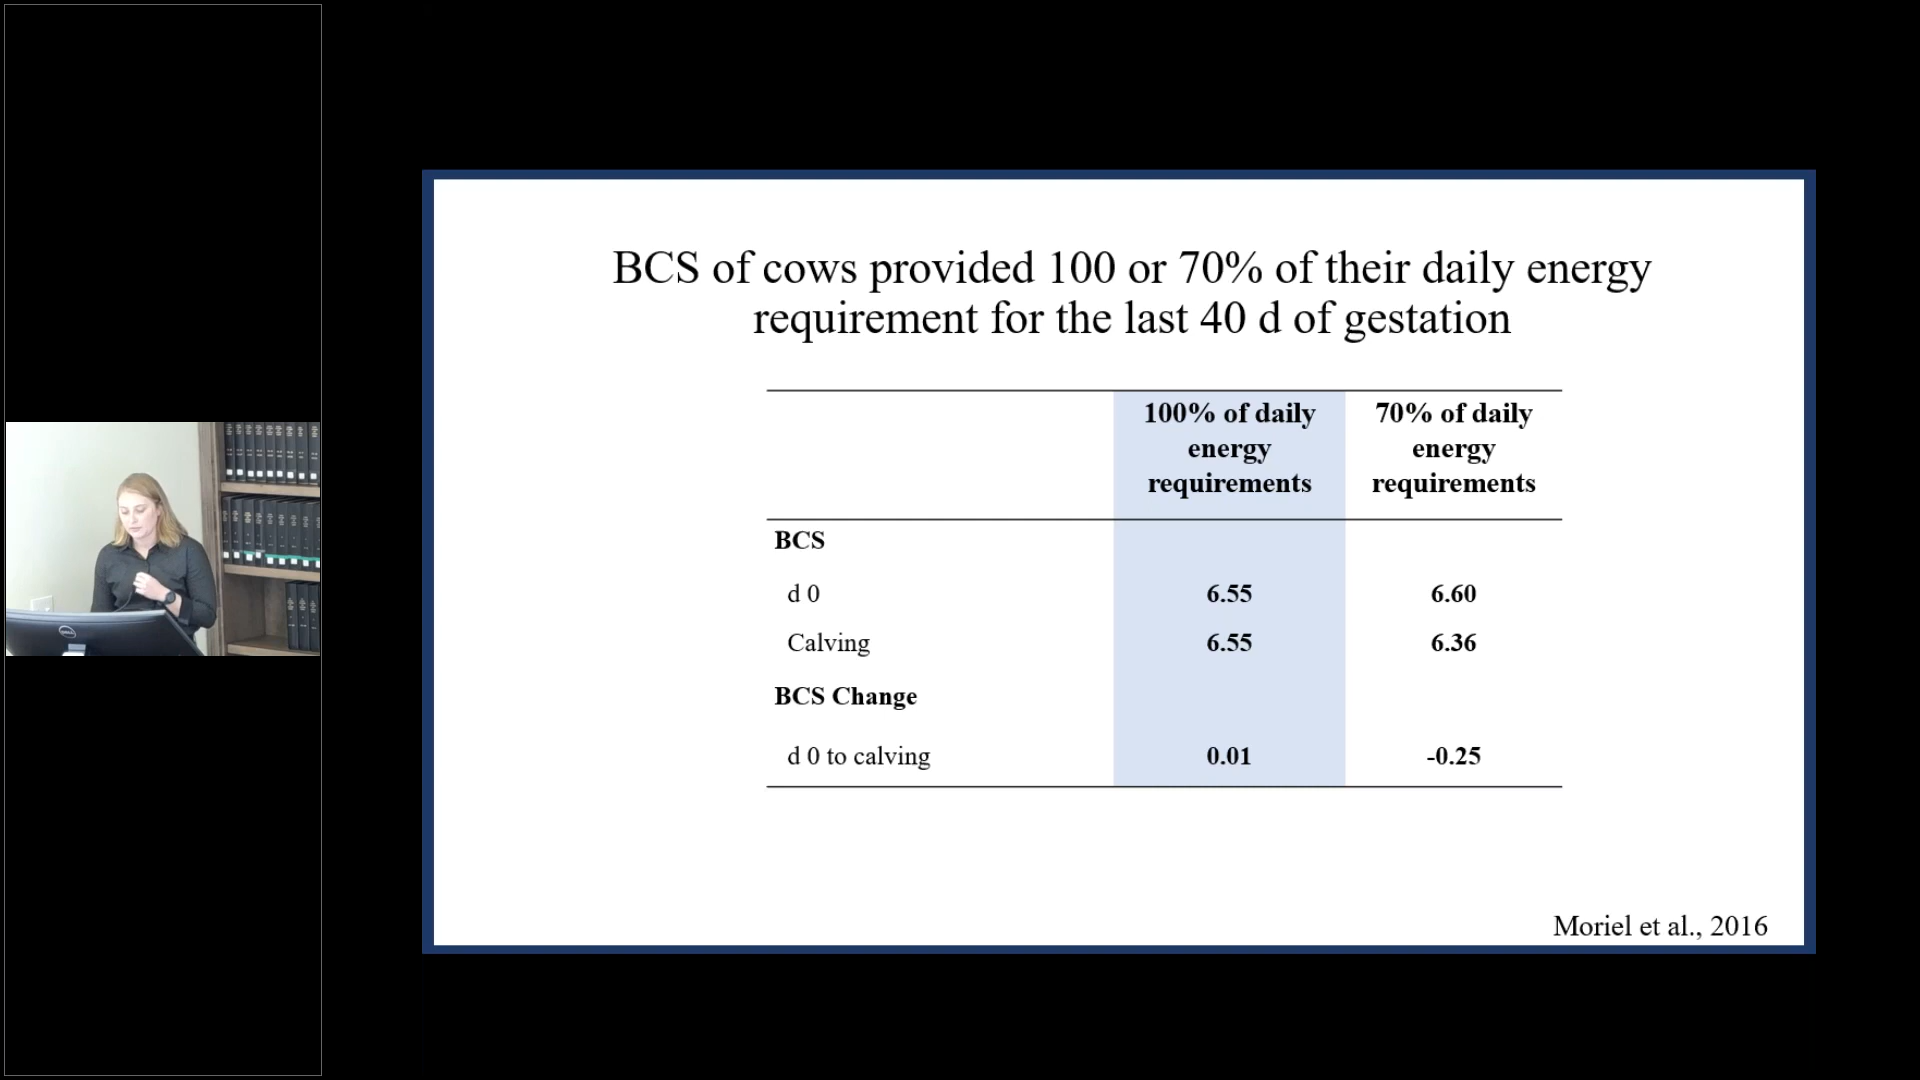 BCS of cows provided 100 or 70% of their daily energy
requirement for the last 40 d of gestation
100% of daily
energy
requirements
70% of daily
energy
requirements
BCS
d 0 6.55 6.60
Calving 6.55 6.36
BCS Change
d 0 to calving 0.01 -0.25
Moriel et al., 2016
DELL